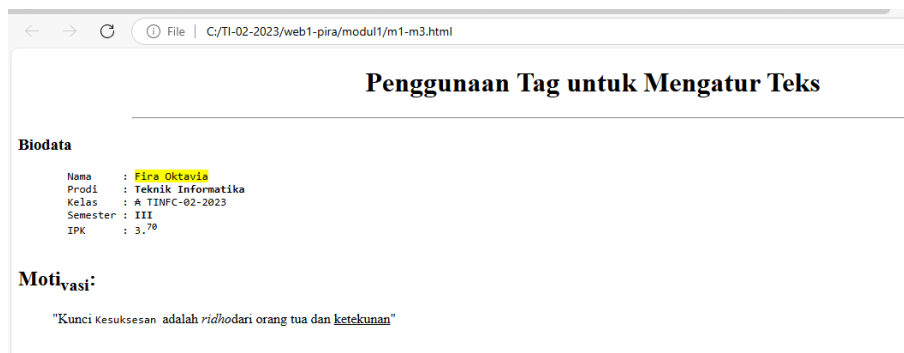 File | C:/TI-02-2023/web1-pira/modul1/m1-m3.html
Penggunaan Tag untuk Mengatur Teks
Biodata
Nama : Fira Oktavia
Prodi : Teknik Informatika
Kelas : A TINFC-02-2023
Semester : III
IPK : 3.70
Motivasi:
"Kunci Kesuksesan adalah ridhodari orang tua dan ketekunan"